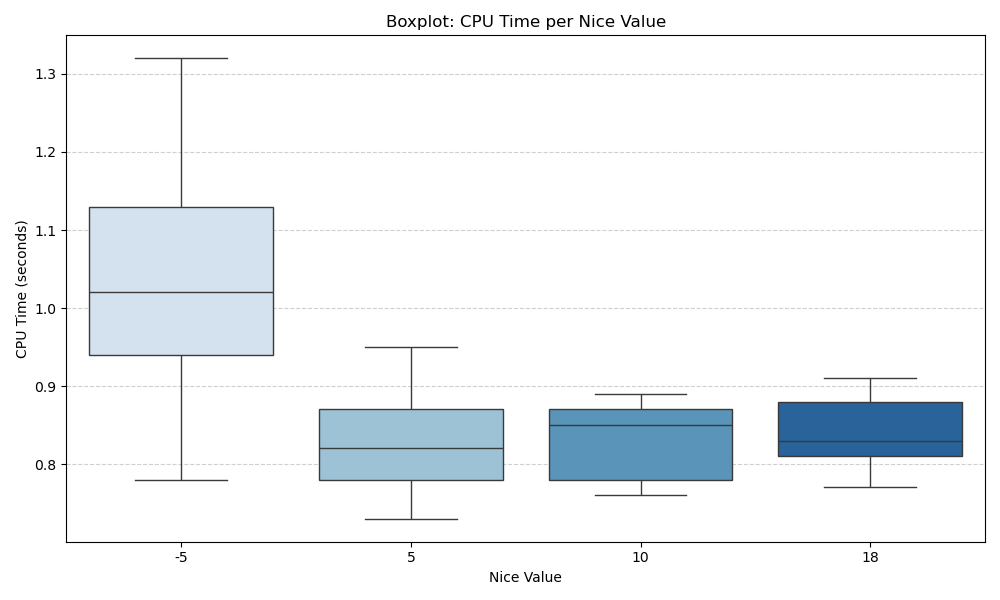 Boxplot: CPU Time per Nice Value
CPU Time (seconds)
1.3
1.2
1.1
1.0
0.9
0.8
-5 5 10 18
Nice Value